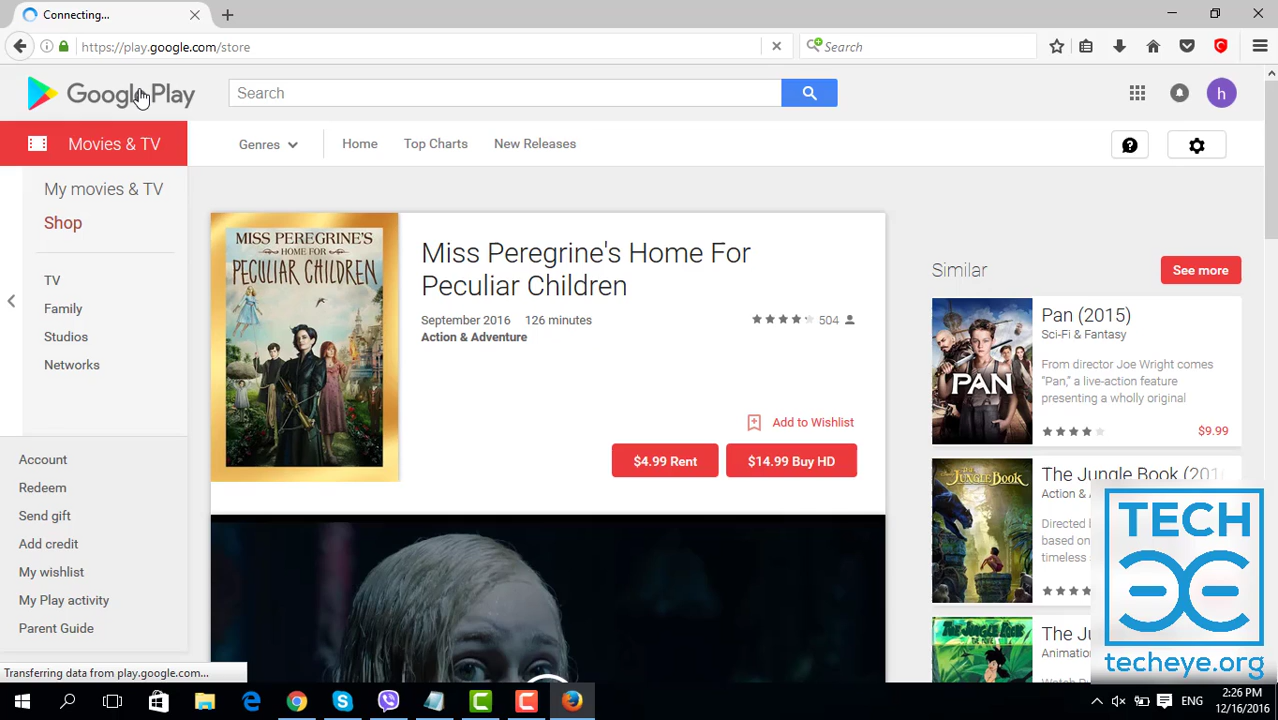 Connecting...
https://play.google.com/store
Search
Google Play
Search
h
Movies & TV
Genres
Home
Top Charts
New Releases
My movies & TV
Shop
TV
Family
Studios
Networks
Account
Redeem
Send gift
Add credit
My wishlist
My Play activity
Parent Guide
MISS PEREGRINE'S
HOME FOR
PECULIAR CHILDREN
Miss Peregrine's Home For
Peculiar Children
September 2016 126 minutes
504
Action & Adventure
Add to Wishlist
$4.99 Rent
$14.99 Buy HD
Similar
See more
PAN
Pan (2015)
Sci-Fi & Fantasy
From director Joe Wright comes
"Pan," a live-action feature
presenting a wholly original
$9.99
THE JUNGLE BOOK
The Jungle Book (201
Action &
Directed
based on
timeless
THE JUNGLE BOOK
The Ju
Animation
TECH
techeye.org
Transferring data from play.google.com...
ENG
2:26 PM
12/16/2016